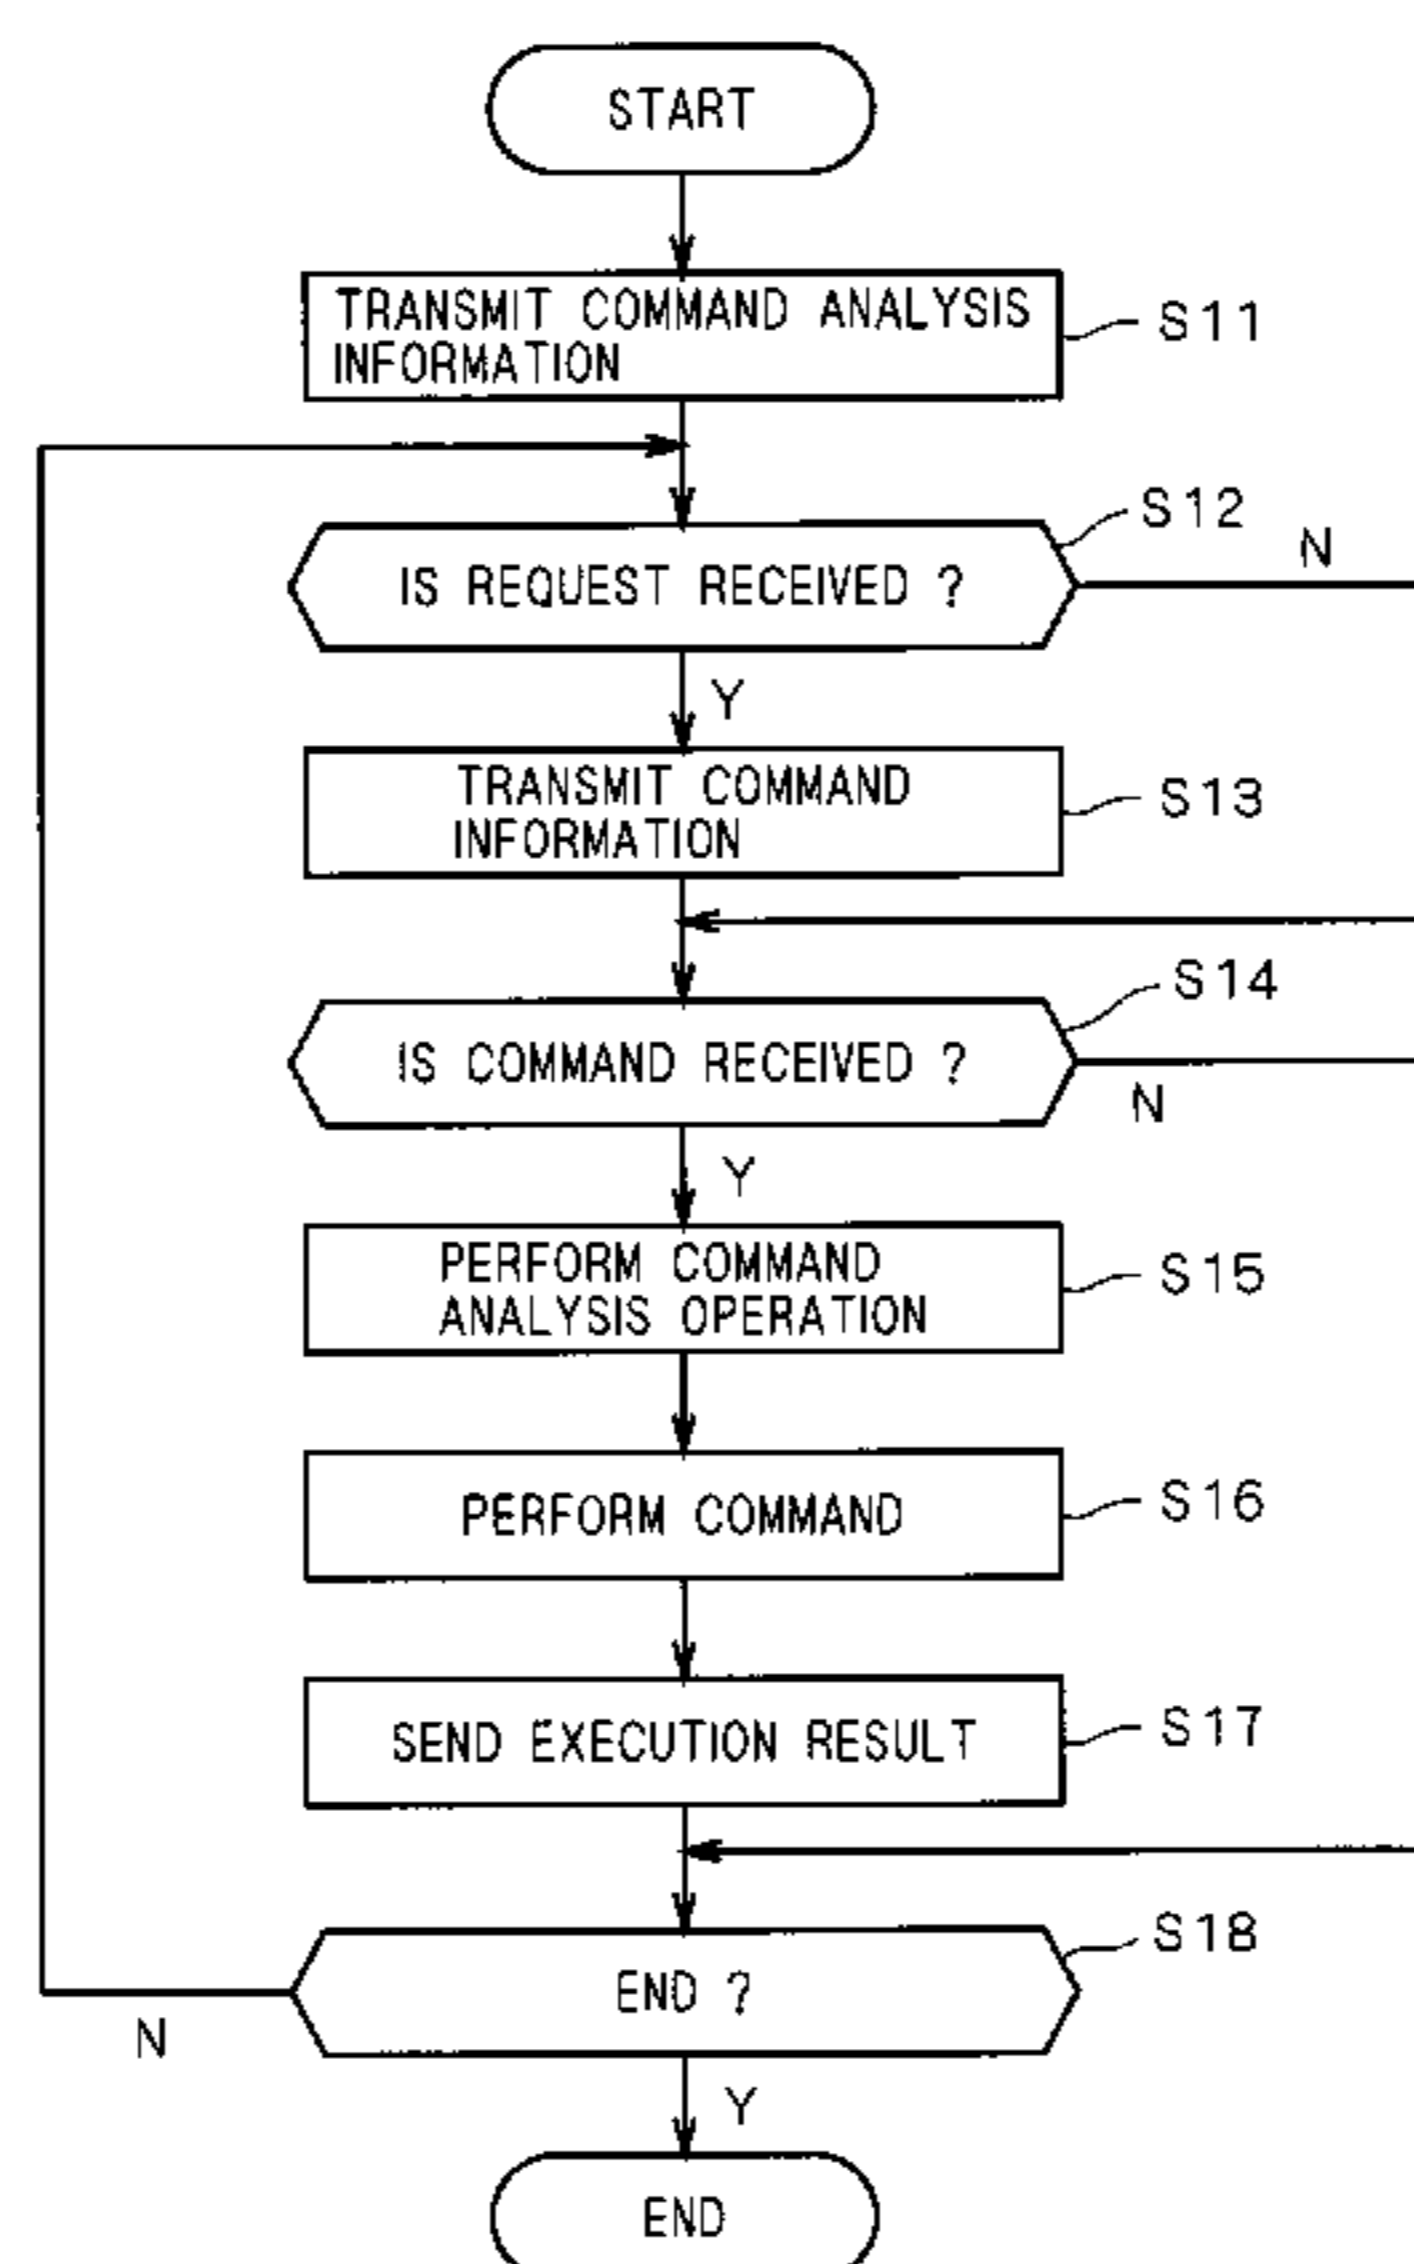 START
TRANSMIT COMMAND ANALYSIS
INFORMATION
S11
S12
IS REQUEST RECEIVED ?
N
Y
TRANSMIT COMMAND
INFORMATION
S13
S14
IS COMMAND RECEIVED ?
N
Y
PERFORM COMMAND
ANALYSIS OPERATION
S15
PERFORM COMMAND
S16
SEND EXECUTION RESULT
S17
S18
END ?
N
Y
END